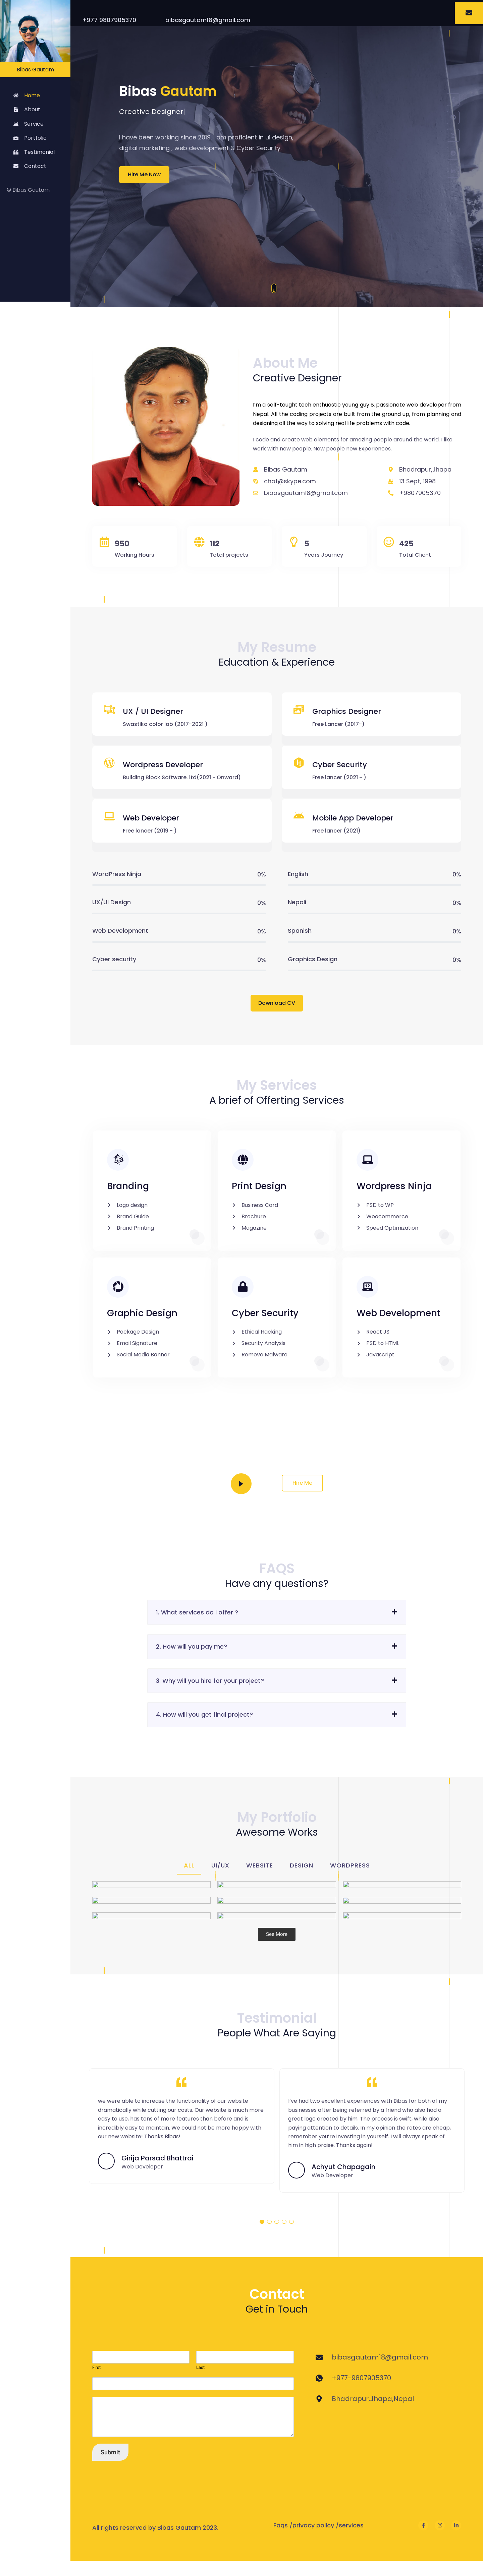 +977 9807905370
bibasgautam18@gmail.com
Bibas Gautam
Home
About
Service
Portfolio
Testimonial
Contact
© Bibas Gautam
Bibas Gautam
Creative Designer
I have been working since 2019. I am proficient in ui design,
digital marketing , web development & Cyber Security
Hire Me Now
About Me
Creative Designer
I'm a self-taught tech enthuastic young guy & passionate web developer from
Nepal. All the coding projects are built from the ground up, from planning and
designing all the way to solving real life problems with code.
I code and create web elements for amazing people around the world. I like
work with new people. New people new Experiences.
Bibas Gautam
Bhadrapur,Jhapa
chat@skype.com
13 Sept, 1998
bibasgautam18@gmail.com
+9807905370
950
Working Hours
112
Total projects
5
Years Journey
425
Total Client
My Resume
Education & Experience
UX / UI Designer
Swastika color lab (2017-2021 )
Graphics Designer
Free Lancer (2017-)
Wordpress Developer
Building Block Software. ltd(2021 - Onward)
Cyber Security
Free lancer (2021 - )
Web Developer
Free lancer (2019 - )
Mobile App Developer
Free lancer (2021)
WordPress Ninja 0%
English 0%
UX/UI Design 0%
Nepali 0%
Web Development 0%
Spanish 0%
Cyber security 0%
Graphics Design 0%
Download CV
My Services
A brief of Offerting Services
Branding
Logo design
Brand Guide
Brand Printing
Print Design
Business Card
Brochure
Magazine
Wordpress Ninja
PSD to WP
Woocommerce
Speed Optimization
Graphic Design
Package Design
Email Signature
Social Media Banner
Cyber Security
Ethical Hacking
Security Analysis
Remove Malware
Web Development
React JS
PSD to HTML
Javascript
FAQS
Have any questions?
1. What services do I offer ?
2. How will you pay me?
3. Why will you hire for your project?
4. How will you get final project?
My Portfolio
Awesome Works
ALL
UI/UX
WEBSITE
DESIGN
WORDPRESS
See More
Testimonial
People What Are Saying
we were able to increase the functionality of our website
dramatically while cutting our costs. Our website is much more
easy to use, has tons of more features than before and is
incredibly easy to maintain. We could not be more happy with
our new website! Thanks Bibas!
Girija Parsad Bhattrai
Web Developer
I've had two excellent experiences with Bibas for both of my
businesses after being referred by a friend who also had a
great logo created by him. The process is swift, while also
paying attention to details. In my opinion the rates are cheap,
remember you're investing in yourself. I will always speak of
him in high praise. Thanks again!
Achyut Chapagain
Web Developer
Contact
Get in Touch
First
Last
Submit
bibasgautam18@gmail.com
+977-9807905370
Bhadrapur,Jhapa,Nepal
All rights reserved by Bibas Gautam 2023.
Faqs /privacy policy /services